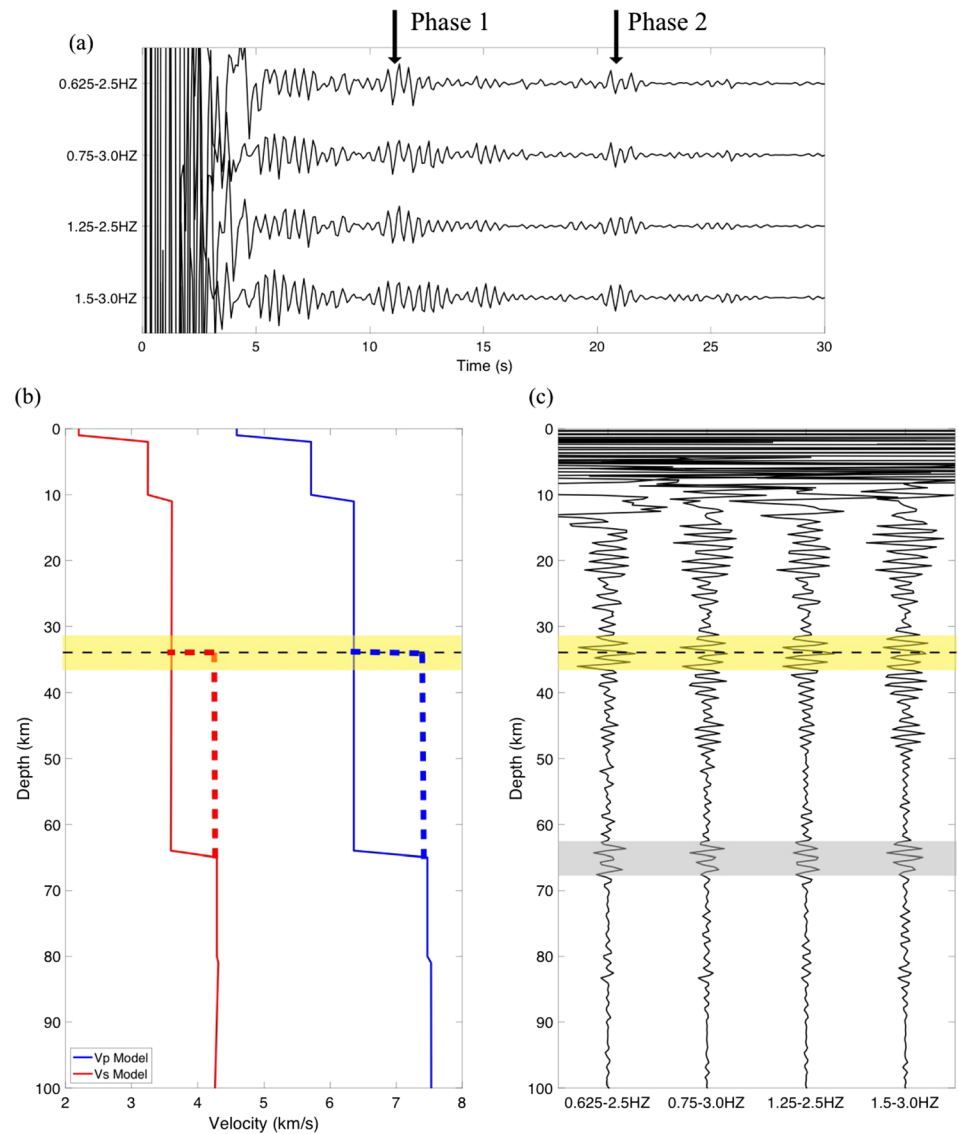 Phase 1
Phase 2
(a)
0.625-2.5HZ
0.75-3.0HZ
1.25-2.5HZ
1.5-3.0HZ
0 5 10 15 20 25 30
Time (s)
(b)
0
10
20
30
40
50
60
70
80
90
100
Depth (km)
Vp Model
Vs Model
2 3 4 5 6 7 8
Velocity (km/s)
(c)
0
10
20
30
40
50
60
70
80
90
100
Depth (km)
0.625-2.5HZ 0.75-3.0HZ 1.25-2.5HZ 1.5-3.0HZ